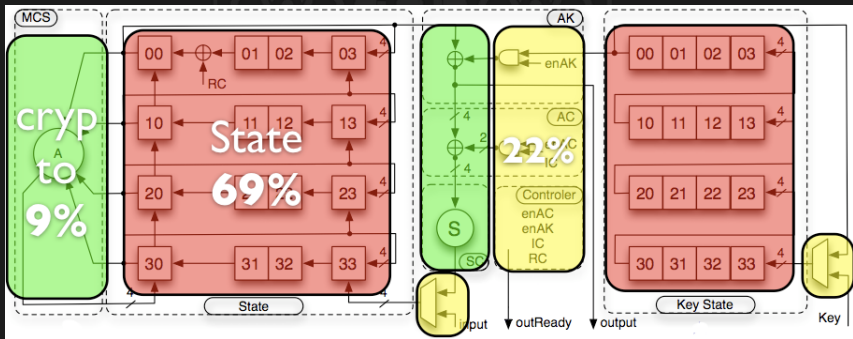 MCS
AK
00 01 02 03 4
RC
enAK
00 01 02 03 4
cryp
to
9%
A
State
69%
22%
10 11 12 13 4
4
AC
2
IC
4
10 11 12 13 4
20 23 4
Controler
enAC
enAK
IC
RC
20 21 22 23 4
S
SC
30 31 32 33 4
30 31 32 33 4
4
State
Key State
input
outReady
output
Key